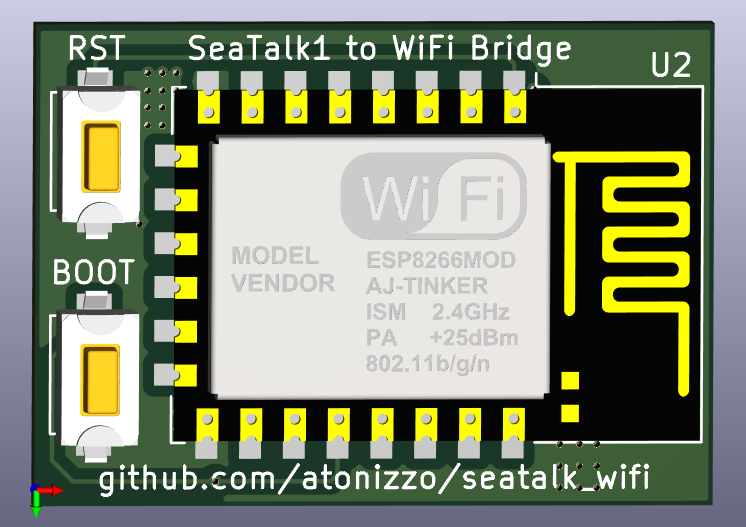 RST SeaTalk1 to WiFi Bridge
U2
WiFi
MODEL
VENDOR
ESP8266MOD
AJ-TINKER
ISM 2.4GHz
PA +25dBm
802.11b/g/n
BOOT
github.com/atonizzo/seatalk_wifi